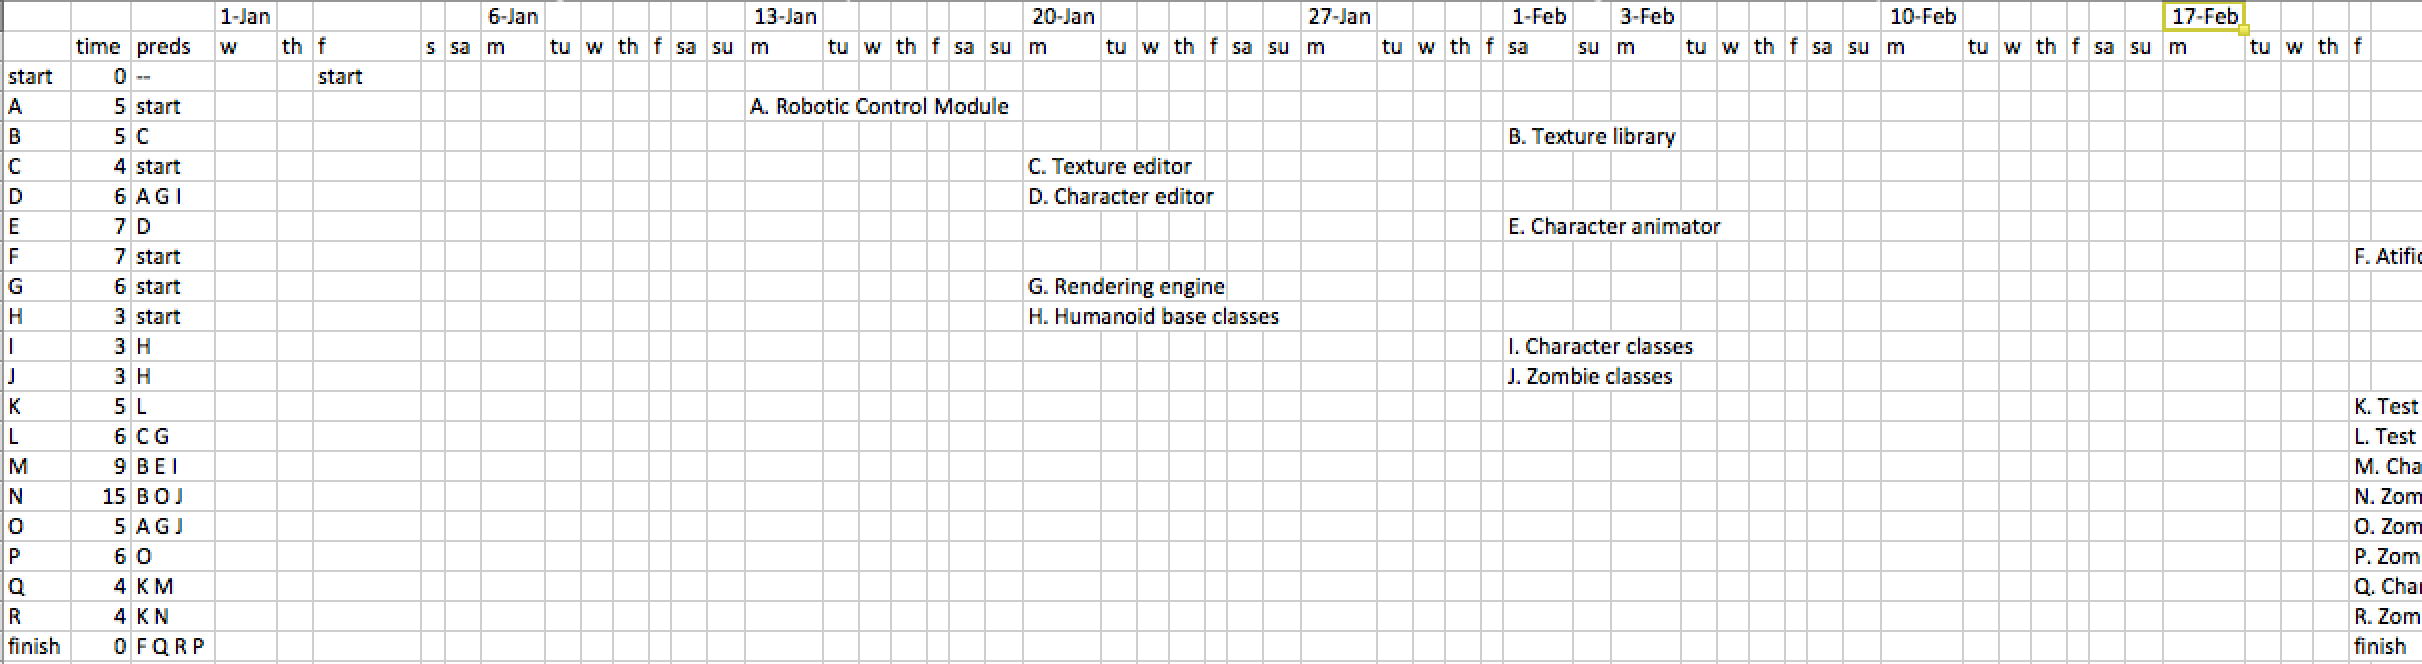 1-Jan 6-Jan 13-Jan 20-Jan 27-Jan 1-Feb 3-Feb 10-Feb 17-Feb
time preds w th f s sa m tu w th f sa su m tu w th f sa su m tu w th f sa su m tu w th f sa su m tu w th f sa su m tu w th f sa su m tu w th f
start 0 -- start
A 5 start A. Robotic Control Module
B 5 C B. Texture library
C 4 start C. Texture editor
D 6 A G I D. Character editor
E 7 D E. Character animator
F 7 start F. Atific
G 6 start G. Rendering engine
H 3 start H. Humanoid base classes
I 3 H I. Character classes
J 3 H J. Zombie classes
K 5 L K. Test
L 6 C G L. Test
M 9 B E I M. Cha
N 15 B O J N. Zom
O 5 A G J O. Zom
P 6 O P. Zom
Q 4 K M Q. Char
R 4 K N R. Zom
finish 0 F Q R P finish